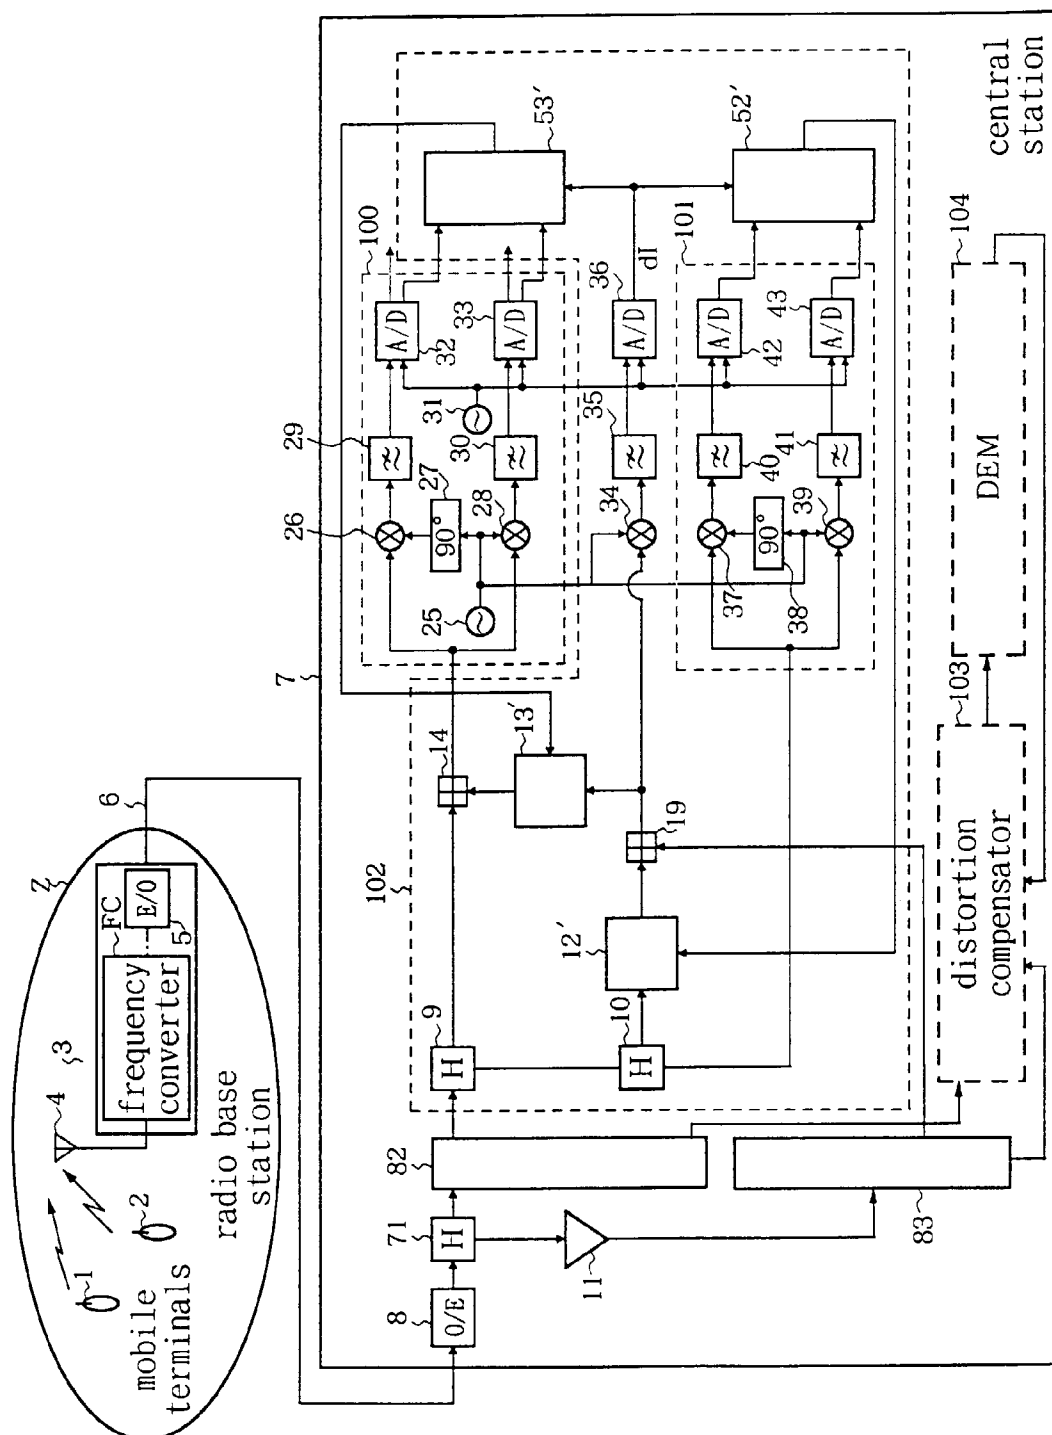 mobile
terminals
1
2
radio base
station
4
3
frequency
converter
FC
E/O
5
Z
6
7
8
O/E
71
H
11
82
83
102
9
H
10
H
12′
19
13′
14
25
26
27
90°
28
29
30
31
A/D
32
A/D
33
100
34
35
A/D
36
dI
37
90°
38
39
40
41
A/D
42
A/D
43
101
53′
52′
distortion
compensator
103
DEM
104
central
station